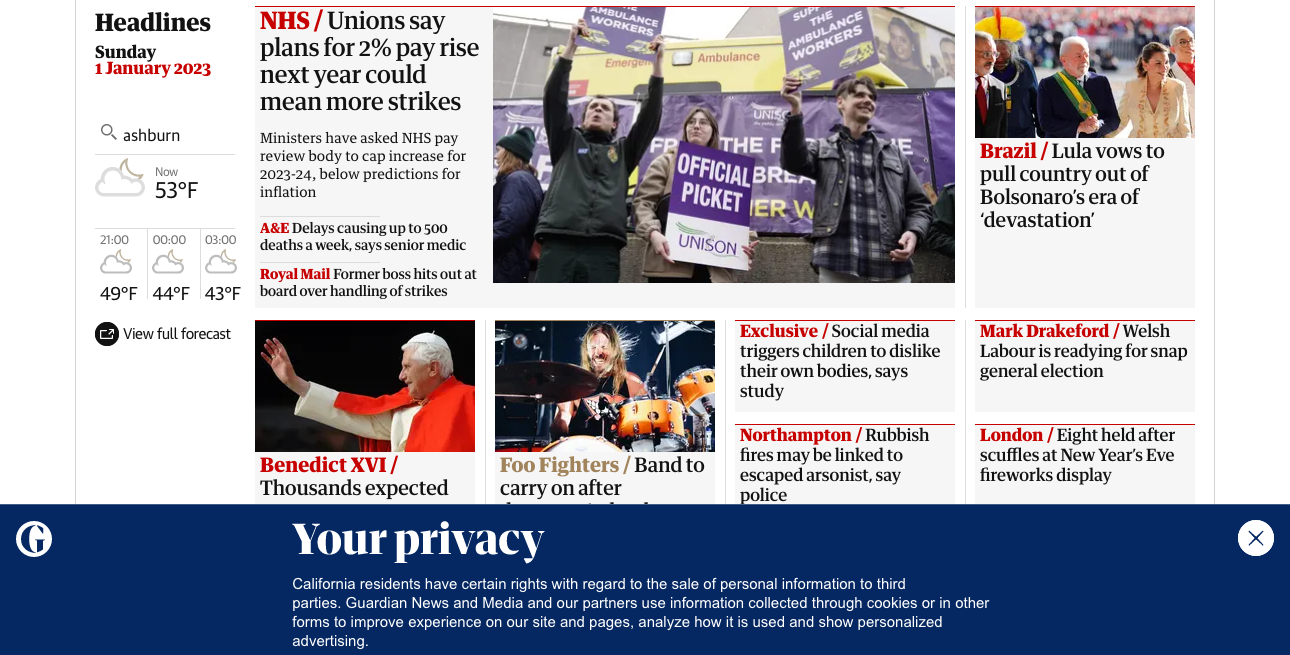 Headlines
Sunday
1 January 2023
ashburn
Now
53°F
21:00
00:00
03:00
49°F
44°F
43°F
View full forecast
NHS / Unions say
plans for 2% pay rise
next year could
mean more strikes
Ministers have asked NHS pay
review body to cap increase for
2023-24, below predictions for
inflation
A&E Delays causing up to 500
deaths a week, says senior medic
Royal Mail Former boss hits out at
board over handling of strikes
AMBULANCE
WORKERS
SUPPORT
THE
AMBULANCE
WORKERS
Ambulance
OFFICIAL
PICKET
UNISON
Brazil / Lula vows to
pull country out of
Bolsonaro's era of
'devastation'
Benedict XVI /
Thousands expected
Foo Fighters / Band to
carry on after
Exclusive / Social media
triggers children to dislike
their own bodies, says
study
Northampton / Rubbish
fires may be linked to
escaped arsonist, say
police
Mark Drakeford / Welsh
Labour is readying for snap
general election
London / Eight held after
scuffles at New Year's Eve
fireworks display
Your privacy
California residents have certain rights with regard to the sale of personal information to third
parties. Guardian News and Media and our partners use information collected through cookies or in other
forms to improve experience on our site and pages, analyze how it is used and show personalized
advertising.